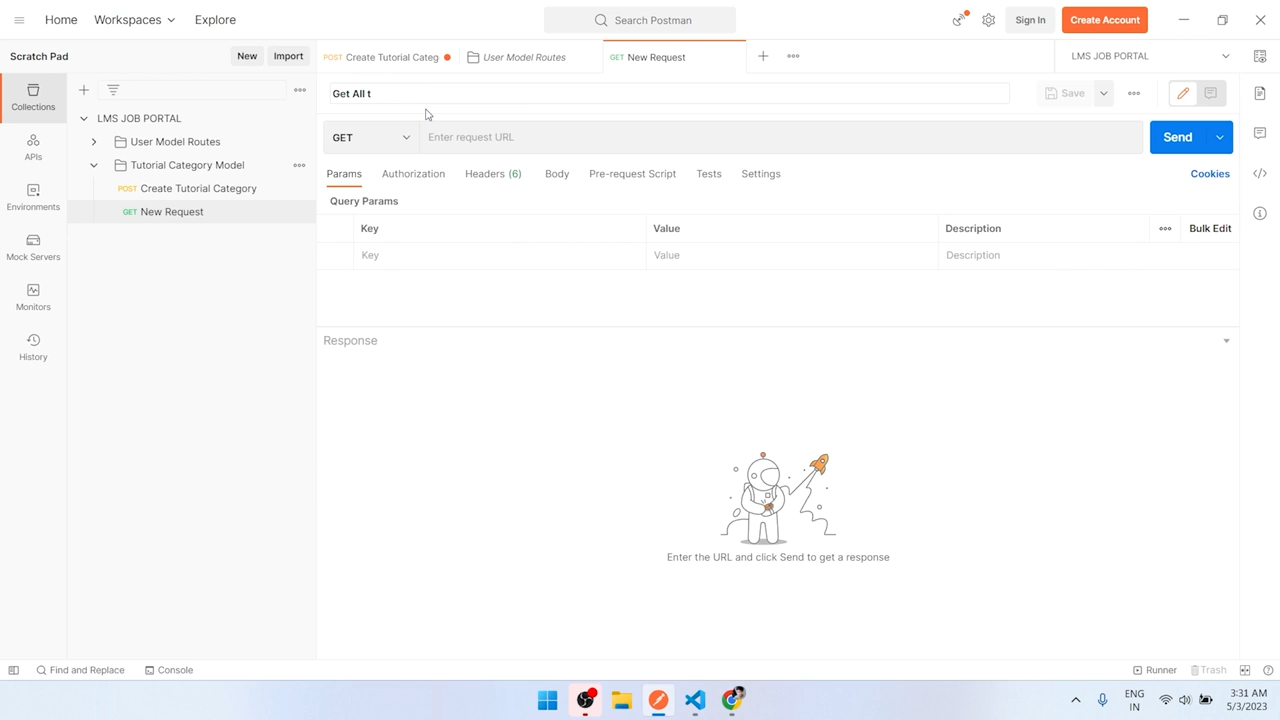 Home Workspaces Explore Search Postman Sign In Create Account
Scratch Pad New Import POST Create Tutorial Categ User Model Routes GET New Request LMS JOB PORTAL
Get All t Save
Collections
LMS JOB PORTAL
GET Enter request URL Send
User Model Routes
APIs
Tutorial Category Model
Params Authorization Headers (6) Body Pre-request Script Tests Settings Cookies
POST Create Tutorial Category
Environments
Query Params
GET New Request
Key Value Description Bulk Edit
Mock Servers
Key Value Description
Monitors
Response
History
Enter the URL and click Send to get a response
Find and Replace Console Runner Trash
ENG
IN
3:31 AM
5/3/2023